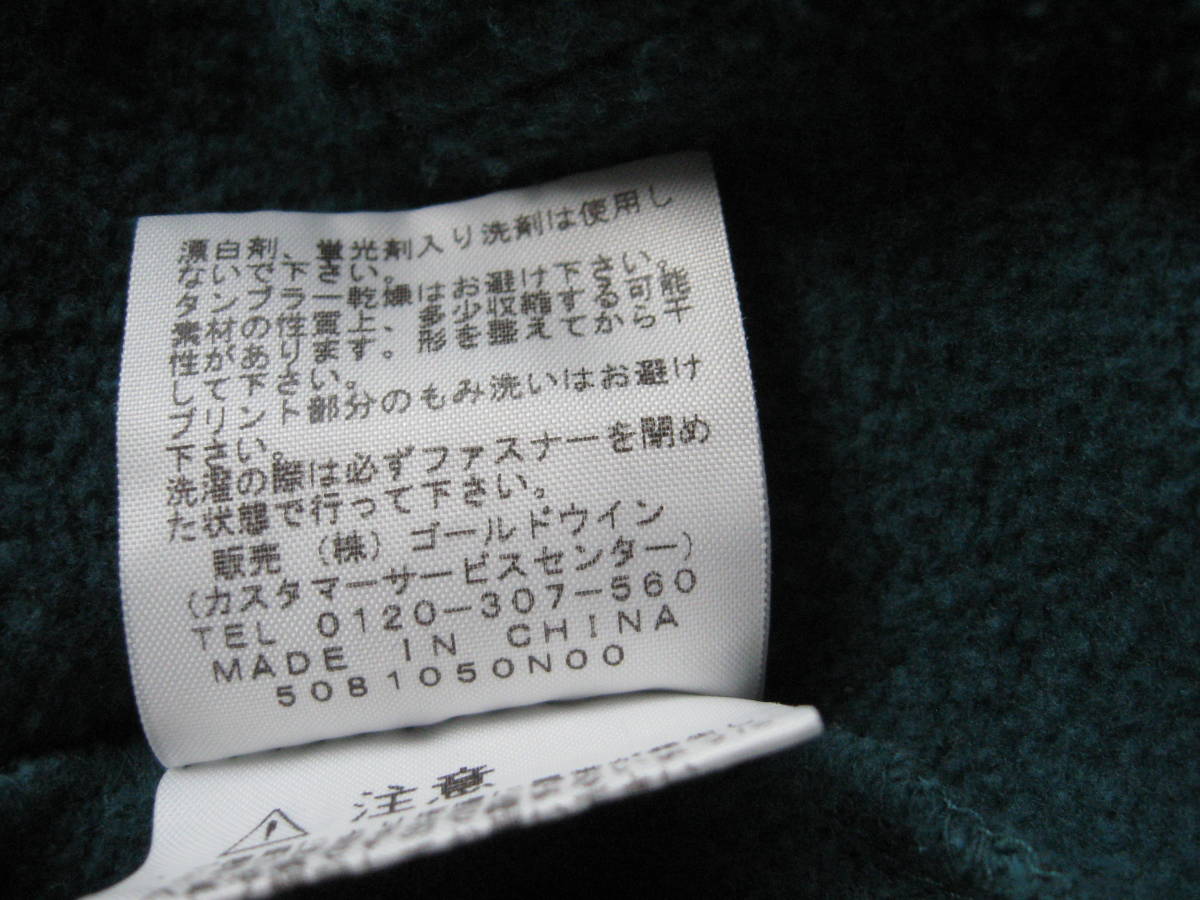 漂白剤、蛍光剤入り洗剤は使用し
ないで下さい。
タンブラー乾燥はお避け下さい。
素材の性質上、多少収縮する可能
性があります。形を整えてからキ
して下さい。
プリント部分のもみ洗いはお避け
下さい。
洗濯の際は必ずファスナーを閉め
た状態で行って下さい。
販売 (株) ゴールドウイン
(カスタマーサービスセンター)
TEL 0120-307-560
MADE IN CHINA
5081050N00
注意